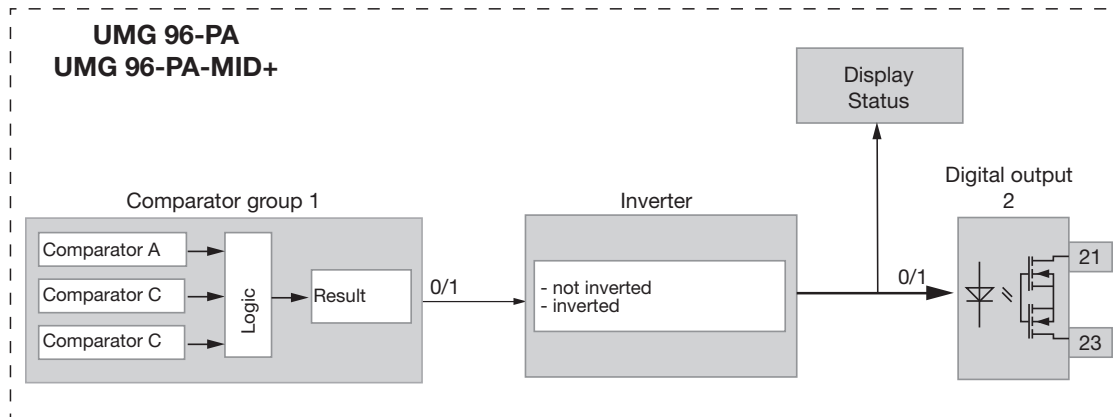 UMG 96-PA
UMG 96-PA-MID+
Display
Status
Comparator group 1
Inverter
Digital output
2
Comparator A
Comparator C
Comparator C
Logic
Result
0/1
- not inverted
- inverted
0/1
21
23